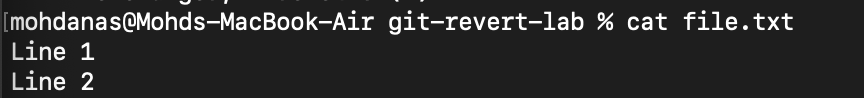 [mohdanas@Mohds-MacBook-Air git-revert-lab % cat file.txt
Line 1
Line 2